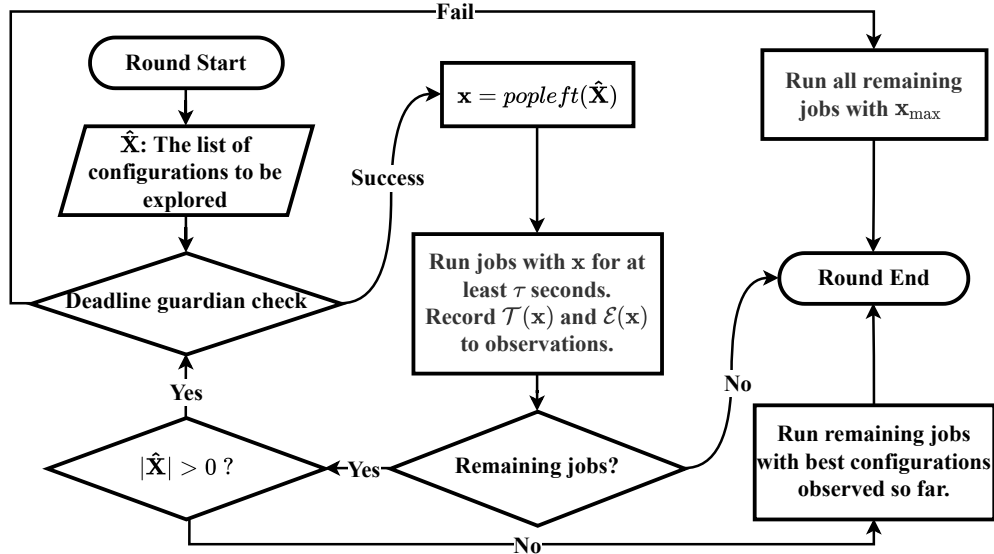 Fail
Round Start
X̂: The list of
configurations to be
explored
Deadline guardian check
Success
x = popleft(X̂)
Run jobs with x for at
least τ seconds.
Record 𝒯(x) and ℰ(x)
to observations.
Remaining jobs?
Yes
|X̂| > 0 ?
Yes
No
No
Run all remaining
jobs with x_max
Round End
Run remaining jobs
with best configurations
observed so far.